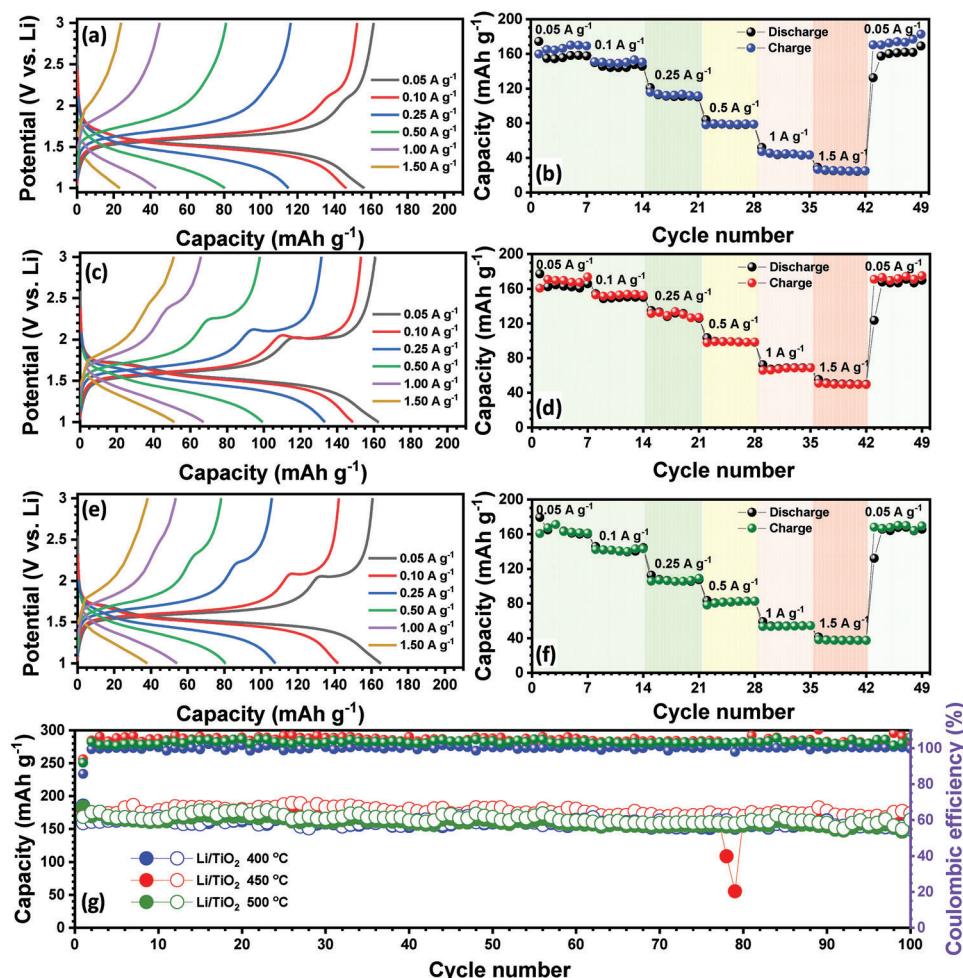 (a)
Potential (V vs. Li)
3
2
1
0.05 A g-1
0.10 A g-1
0.25 A g-1
0.50 A g-1
1.00 A g-1
1.50 A g-1
0 20 40 60 80 100 120 140 160 180 200
Capacity (mAh g-1)
(b)
Capacity (mAh g-1)
200
160
120
80
40
0
0.05 A g-1
0.1 A g-1
0.25 A g-1
0.5 A g-1
1 A g-1
1.5 A g-1
0.05 A g-1
Discharge
Charge
0 7 14 21 28 35 42 49
Cycle number
(c)
Potential (V vs. Li)
3
2
1
0.05 A g-1
0.10 A g-1
0.25 A g-1
0.50 A g-1
1.00 A g-1
1.50 A g-1
0 20 40 60 80 100 120 140 160 180 200
Capacity (mAh g-1)
(d)
Capacity (mAh g-1)
200
160
120
80
40
0
0.05 A g-1
0.1 A g-1
0.25 A g-1
0.5 A g-1
1 A g-1
1.5 A g-1
0.05 A g-1
Discharge
Charge
0 7 14 21 28 35 42 49
Cycle number
(e)
Potential (V vs. Li)
3
2
1
0.05 A g-1
0.10 A g-1
0.25 A g-1
0.50 A g-1
1.00 A g-1
1.50 A g-1
0 20 40 60 80 100 120 140 160 180 200
Capacity (mAh g-1)
(f)
Capacity (mAh g-1)
200
160
120
80
40
0
0.05 A g-1
0.1 A g-1
0.25 A g-1
0.5 A g-1
1 A g-1
1.5 A g-1
0.05 A g-1
Discharge
Charge
0 7 14 21 28 35 42 49
Cycle number
(g)
Capacity (mAh g-1)
300
250
200
150
100
50
0
Li/TiO2 400 °C
Li/TiO2 450 °C
Li/TiO2 500 °C
100
80
60
40
20
0
Coulombic efficiency (%)
0 10 20 30 40 50 60 70 80 90 100
Cycle number